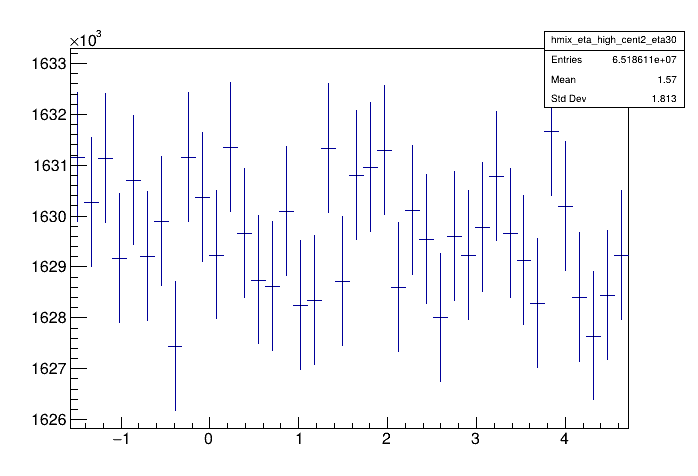 ×10³
hmix_eta_high_cent2_eta30
Entries 6.518611e+07
Mean 1.57
Std Dev 1.813
1633
1632
1631
1630
1629
1628
1627
1626
−1 0 1 2 3 4